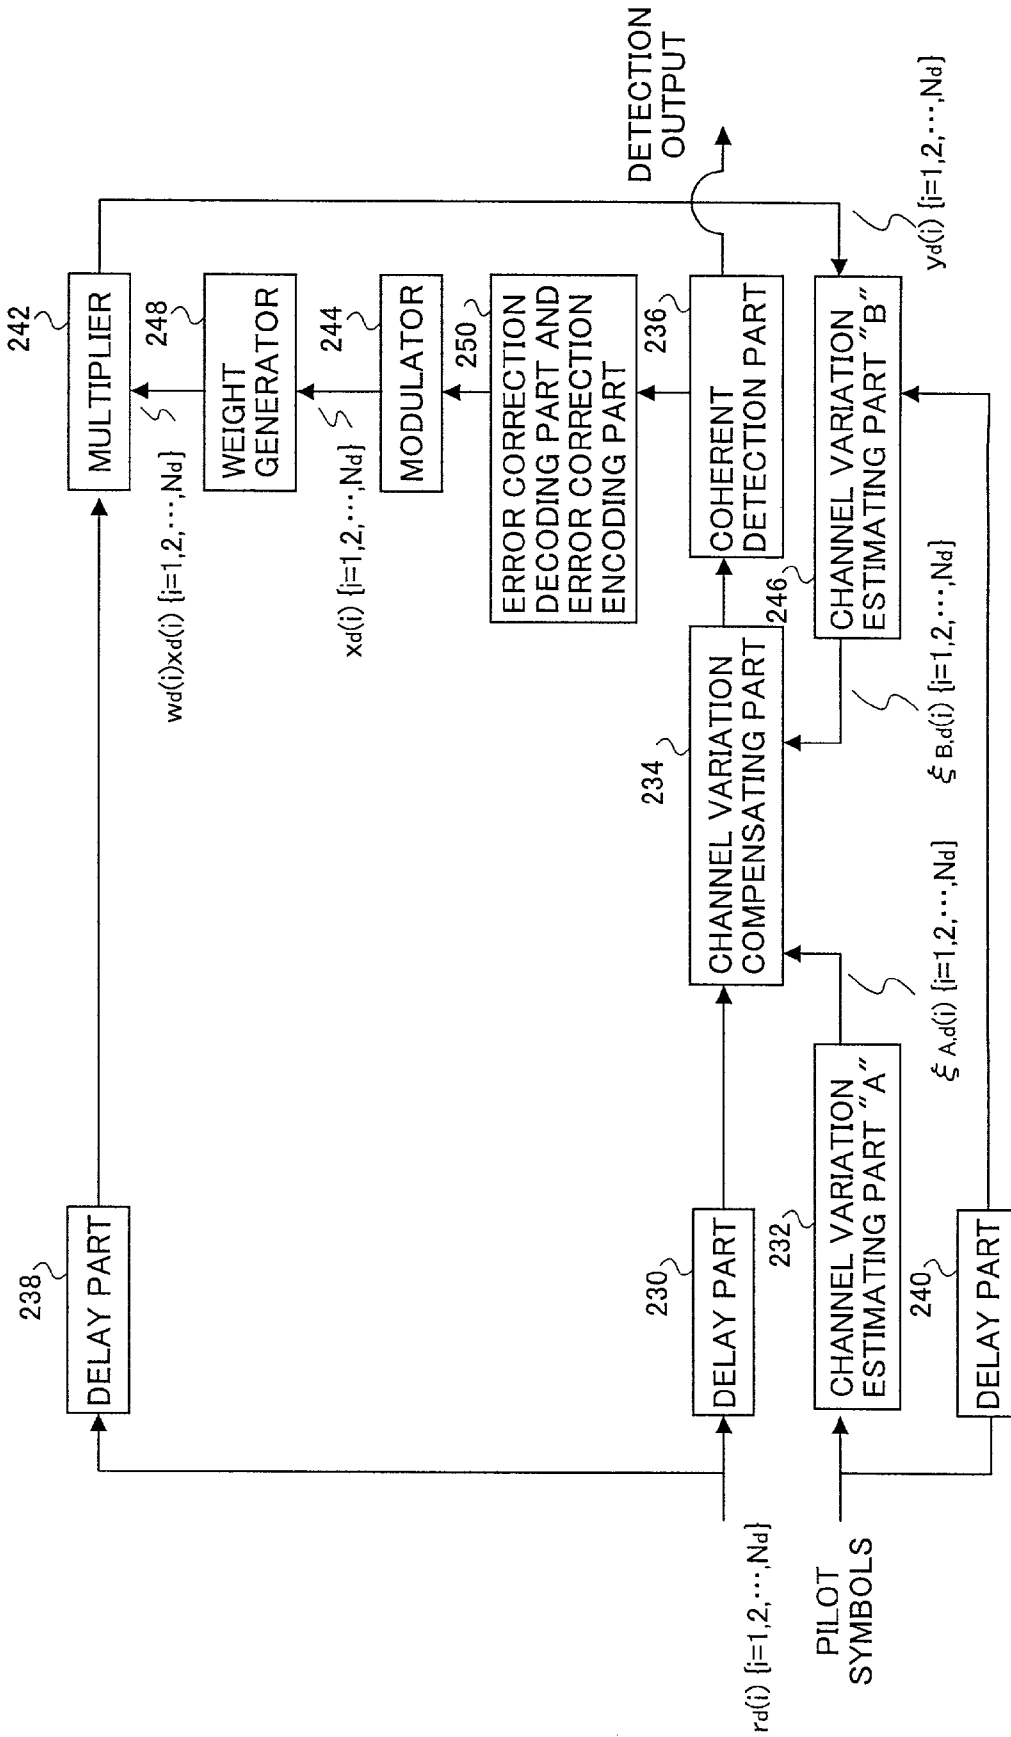 238
DELAY PART
242
MULTIPLIER
wd(i)xd(i) {i=1,2,⋯,Nd}
248
WEIGHT
GENERATOR
xd(i) {i=1,2,⋯,Nd}
244
MODULATOR
250
ERROR CORRECTION
DECODING PART AND
ERROR CORRECTION
ENCODING PART
rd(i) {i=1,2,⋯,Nd}
230
DELAY PART
234
CHANNEL VARIATION
COMPENSATING PART
236
COHERENT
DETECTION PART
DETECTION
OUTPUT
PILOT
SYMBOLS
232
CHANNEL VARIATION
ESTIMATING PART "A"
ξA,d(i) {i=1,2,⋯,Nd}
246
CHANNEL VARIATION
ESTIMATING PART "B"
ξB,d(i) {i=1,2,⋯,Nd}
yd(i) {i=1,2,⋯,Nd}
240
DELAY PART